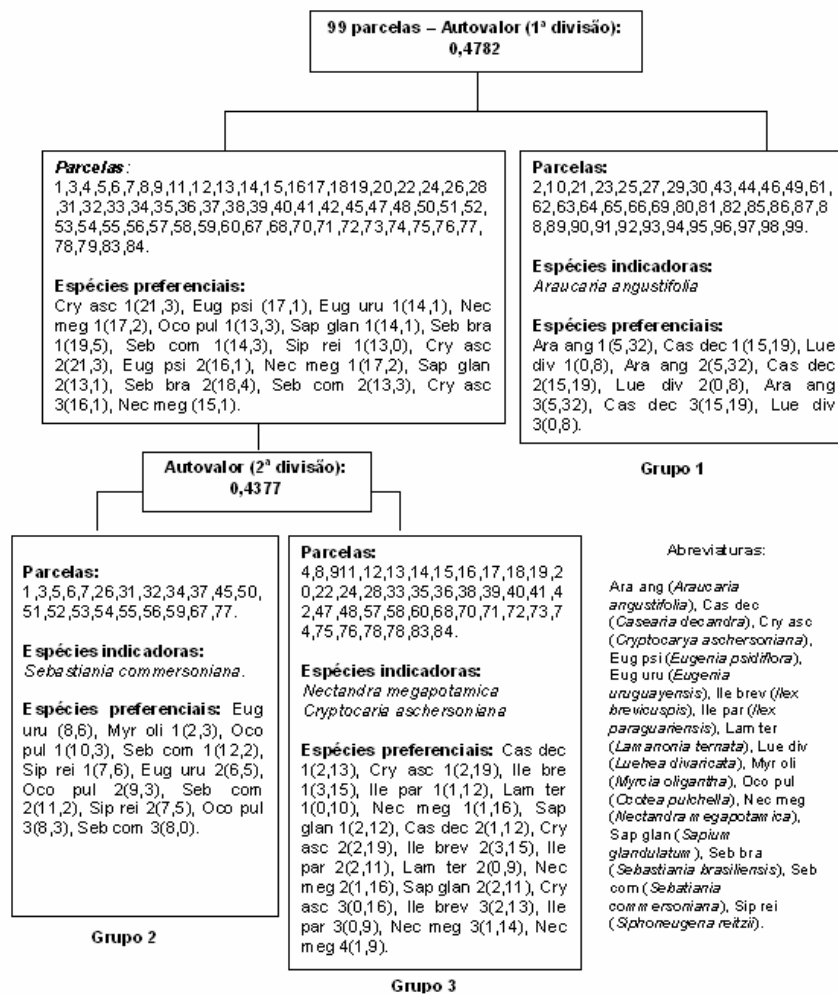 99 parcelas – Autovalor (1ª divisão):
0,4782
Parcelas:
1,3,4,5,6,7,8,9,11,12,13,14,15,1617,1819,20,22,24,26,28
,31,32,33,34,35,36,37,38,39,40,41,42,45,47,48,50,51,52,
53,54,55,56,57,58,59,60,67,68,70,71,72,73,74,75,76,77,
78,79,83,84.
Espécies preferenciais:
Cry asc 1(21,3), Eug psi (17,1), Eug uru 1(14,1), Nec
meg 1(17,2), Oco pul 1(13,3), Sap glan 1(14,1), Seb bra
1(19,5), Seb com 1(14,3), Sip rei 1(13,0), Cry asc
2(21,3), Eug psi 2(16,1), Nec meg 1(17,2), Sap glan
2(13,1), Seb bra 2(18,4), Seb com 2(13,3), Cry asc
3(16,1), Nec meg (15,1).
Parcelas:
2,10,21,23,25,27,29,30,43,44,46,49,61,
62,63,64,65,66,69,80,81,82,85,86,87,8
8,89,90,91,92,93,94,95,96,97,98,99.
Espécies indicadoras:
Araucaria angustifolia
Espécies preferenciais:
Ara ang 1(5,32), Cas dec 1(15,19), Lue
div 1(0,8), Ara ang 2(5,32), Cas dec
2(15,19), Lue div 2(0,8), Ara ang
3(5,32), Cas dec 3(15,19), Lue div
3(0,8).
Grupo 1
Autovalor (2ª divisão):
0,4377
Parcelas:
1,3,5,6,7,26,31,32,34,37,45,50,
51,52,53,54,55,56,59,67,77.
Espécies indicadoras:
Sebastiania commersoniana.
Espécies preferenciais: Eug
uru (8,6), Myr oli 1(2,3), Oco
pul 1(10,3), Seb com 1(12,2),
Sip rei 1(7,6), Eug uru 2(6,5),
Oco pul 2(9,3), Seb com
2(11,2), Sip rei 2(7,5), Oco pul
3(8,3), Seb com 3(8,0).
Grupo 2
Parcelas:
4,8,911,12,13,14,15,16,17,18,19,2
0,22,24,28,33,35,36,38,39,40,41,4
2,47,48,57,58,60,68,70,71,72,73,7
4,75,76,78,78,83,84.
Espécies indicadoras:
Nectandra megapotamica
Cryptocaria aschersoniana
Espécies preferenciais: Cas dec
1(2,13), Cry asc 1(2,19), Ile bre
1(3,15), Ile par 1(1,12), Lam ter
1(0,10), Nec meg 1(1,16), Sap
glan 1(2,12), Cas dec 2(1,12), Cry
asc 2(2,19), Ile brev 2(3,15), Ile
par 2(2,11), Lam ter 2(0,9), Nec
meg 2(1,16), Sap glan 2(2,11), Cry
asc 3(0,16), Ile brev 3(2,13), Ile
par 3(0,9), Nec meg 3(1,14), Nec
meg 4(1,9).
Grupo 3
Abreviaturas:
Ara ang (Araucaria
angustifolia), Cas dec
(Casearia decandra), Cry asc
(Cryptocarya aschersoniana),
Eug psi (Eugenia psidiflora),
Eug uru (Eugenia
uruguayensis), Ile brev (Ilex
brevicuspis), Ile par (Ilex
paraguariensis), Lam ter
(Lamanonia ternata), Lue div
(Luehea divaricata), Myr oli
(Myrcia oligantha), Oco pul
(Ocotea pulchella), Nec meg
(Nectandra megapotamica),
Sap glan (Sapium
glandulatum), Seb bra
(Sebastiania brasiliensis), Seb
com (Sebatiania
commersoniana), Sip rei
(Siphoneugena reitzii).